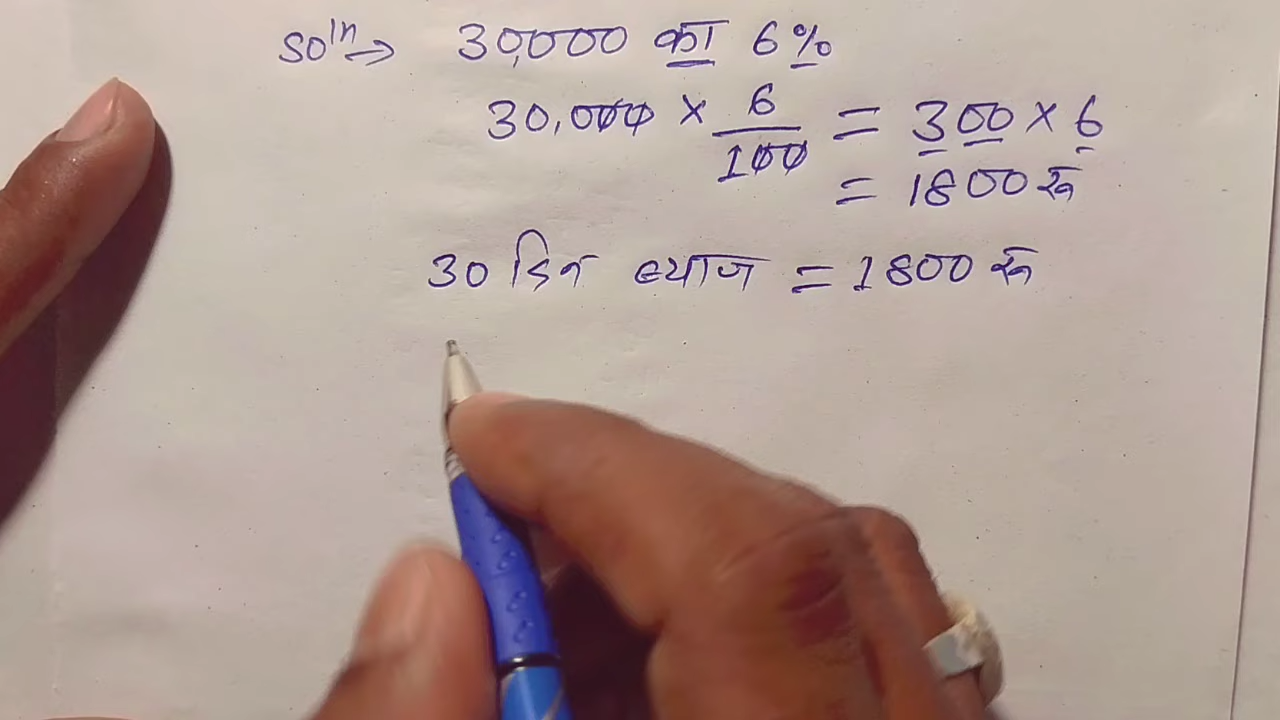 Soln⇒ 30,000 का 6%
30,000 × 6/100 = 300 × 6
= 1800 रू
30 दिन ब्याज = 1800 रू